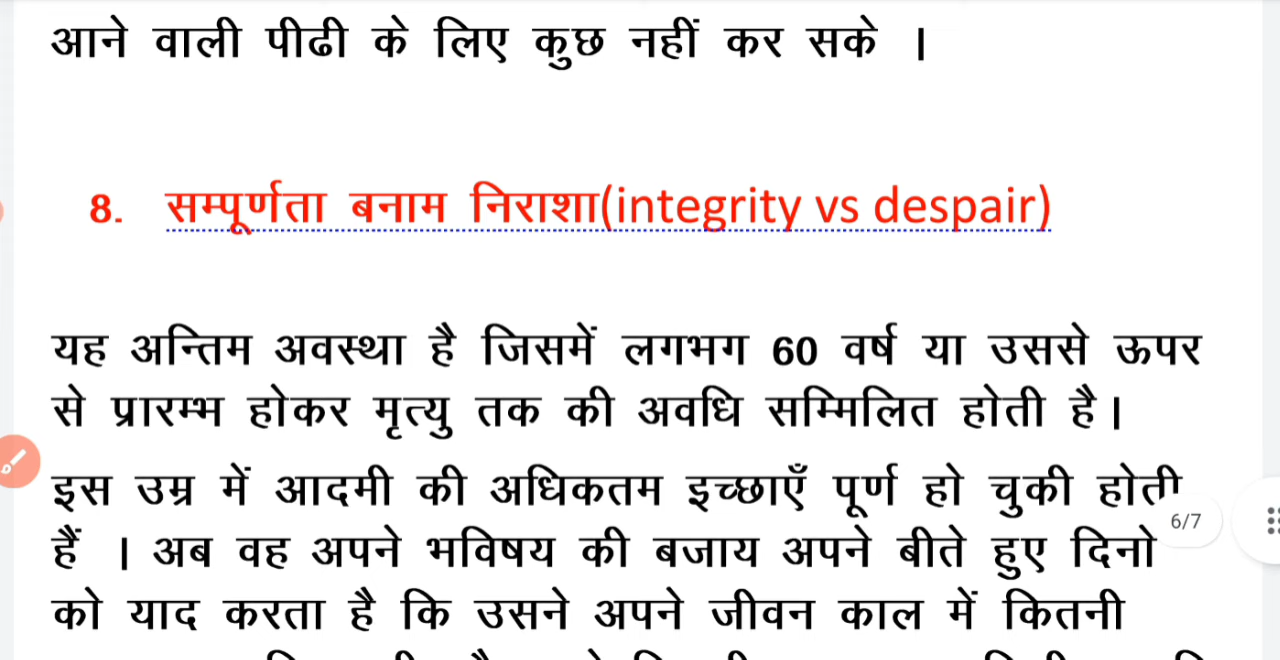 आने वाली पीढी के लिए कुछ नहीं कर सके ।
8. सम्पूर्णता बनाम निराशा(integrity vs despair)
यह अन्तिम अवस्था है जिसमें लगभग 60 वर्ष या उससे ऊपर
से प्रारम्भ होकर मृत्यु तक की अवधि सम्मिलित होती है।
इस उम्र में आदमी की अधिकतम इच्छाएँ पूर्ण हो चुकी होती
6/7
हैं । अब वह अपने भविषय की बजाय अपने बीते हुए दिनो
को याद करता है कि उसने अपने जीवन काल में कितनी